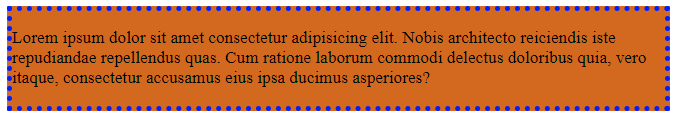 Lorem ipsum dolor sit amet consectetur adipisicing elit. Nobis architecto reiciendis iste
repudiandae repellendus quas. Cum ratione laborum commodi delectus doloribus quia, vero
itaque, consectetur accusamus eius ipsa ducimus asperiores?